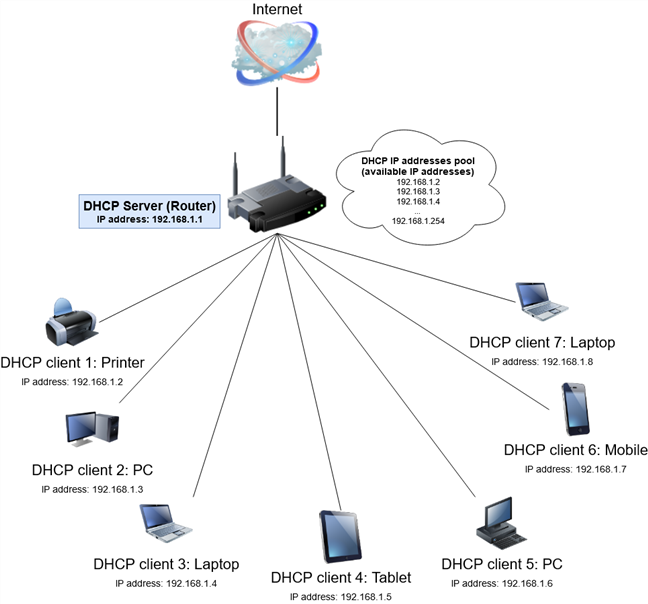 Internet
DHCP IP addresses pool
(available IP addresses)
192.168.1.2
192.168.1.3
192.168.1.4
...
192.168.1.254
DHCP Server (Router)
IP address: 192.168.1.1
DHCP client 1: Printer
IP address: 192.168.1.2
DHCP client 7: Laptop
IP address: 192.168.1.8
DHCP client 2: PC
IP address: 192.168.1.3
DHCP client 6: Mobile
IP address: 192.168.1.7
DHCP client 3: Laptop
IP address: 192.168.1.4
DHCP client 4: Tablet
IP address: 192.168.1.5
DHCP client 5: PC
IP address: 192.168.1.6